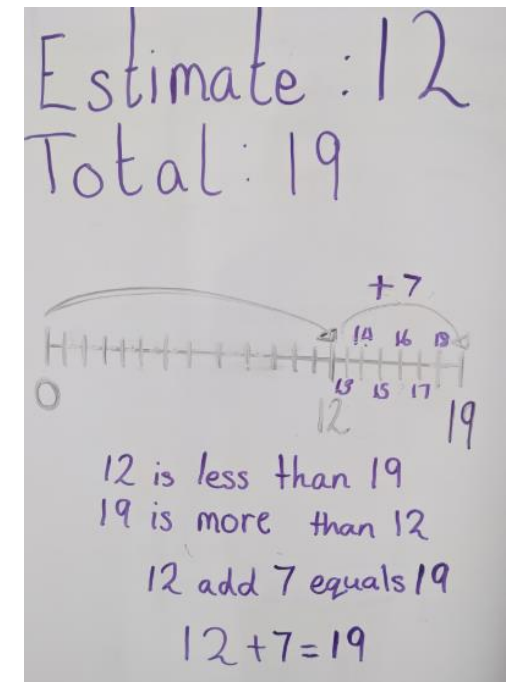 Estimate : 12
Total : 19
+ 7
14 16 18
13 15 17
0 12 19
12 is less than 19
19 is more than 12
12 add 7 equals 19
12 + 7 = 19